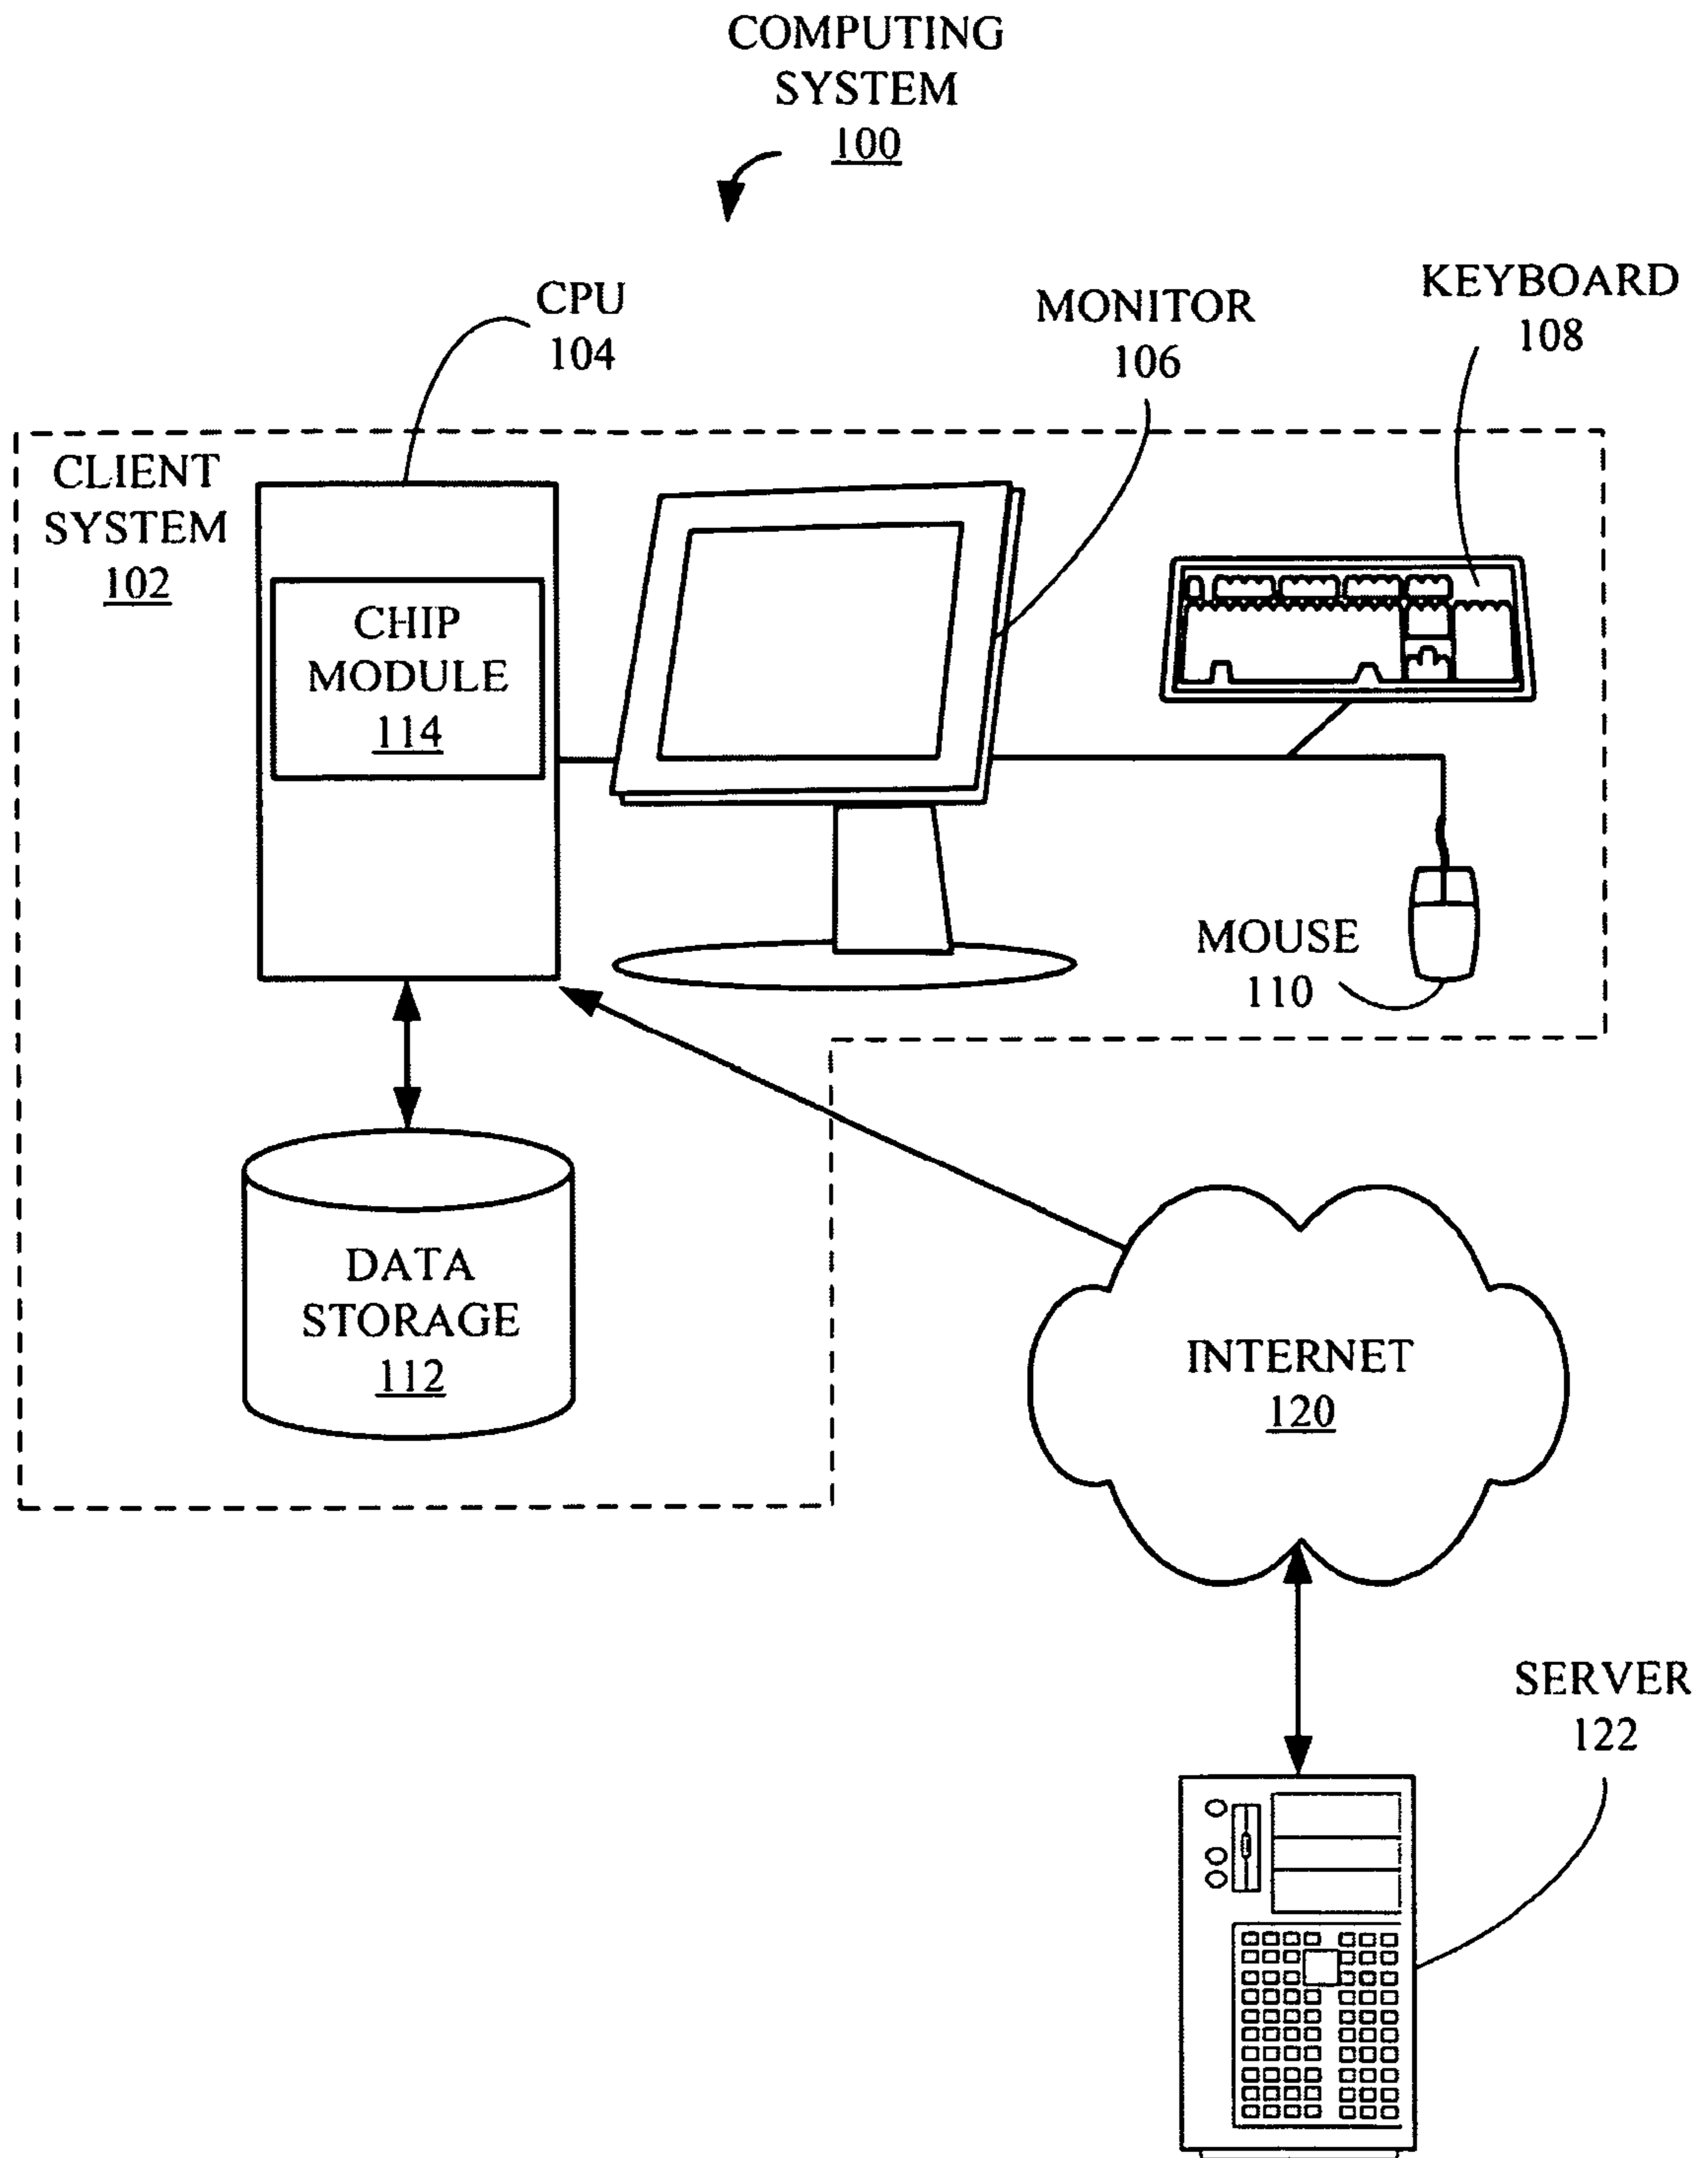 COMPUTING
SYSTEM
100
CPU
104
MONITOR
106
KEYBOARD
108
CLIENT
SYSTEM
102
CHIP
MODULE
114
MOUSE
110
DATA
STORAGE
112
INTERNET
120
SERVER
122